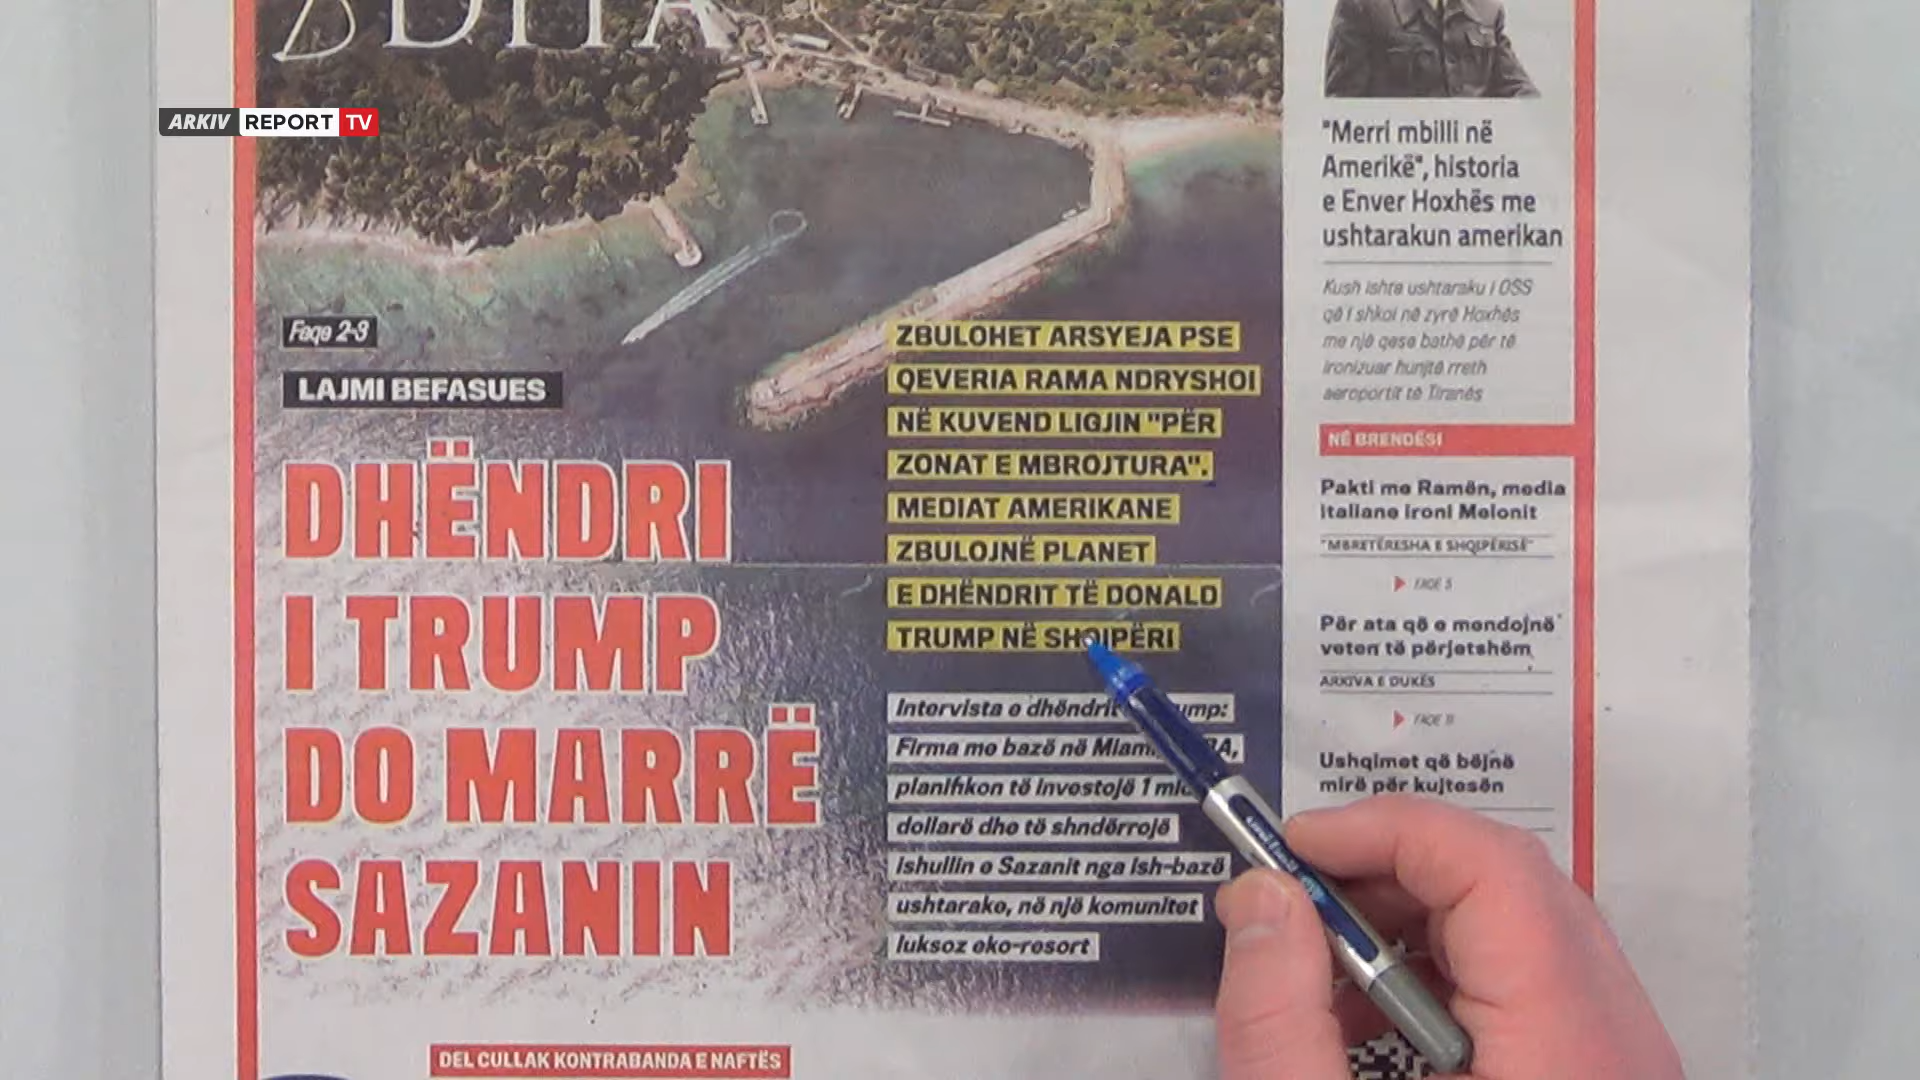 ARKIV REPORT TV
Faqe 2-3
LAJMI BEFASUES
DHËNDRI
I TRUMP
DO MARRË
SAZANIN
ZBULOHET ARSYEJA PSE
QEVERIA RAMA NDRYSHOI
NË KUVEND LIGJIN "PËR
ZONAT E MBROJTURA".
MEDIAT AMERIKANE
ZBULOJNË PLANET
E DHËNDRIT TË DONALD
TRUMP NË SHQIPËRI
Intervista e dhëndrit
Firma me bazë në
planifikon të investojë 1
dollarë dhe të shndërrojë
ishullin e Sazanit nga ish-bazë
ushtarake, në një komunitet
luksoz eko-resort
DEL CULLAK KONTRABANDA E NAFTËS
"Merri mbilli në
Amerikë", historia
e Enver Hoxhës me
ushtarakun amerikan
Kush ishte ushtaraku i OSS
që i shkoi në zyrë Hoxhës
me një qese bathë për të
ironizuar hunjtë rreth
aeroportit të Tiranës
NË BRENDËSI
Pakti me Ramën, media
italiane ironi Melonit
"MBRETËRESHA E SHQIPËRISË"
FAQE 5
Për ata që e mendojnë
veten të përjetshëm
ARKIVA E DUKËS
FAQE 11
Ushqimet që bëjnë
mirë për kujtesën